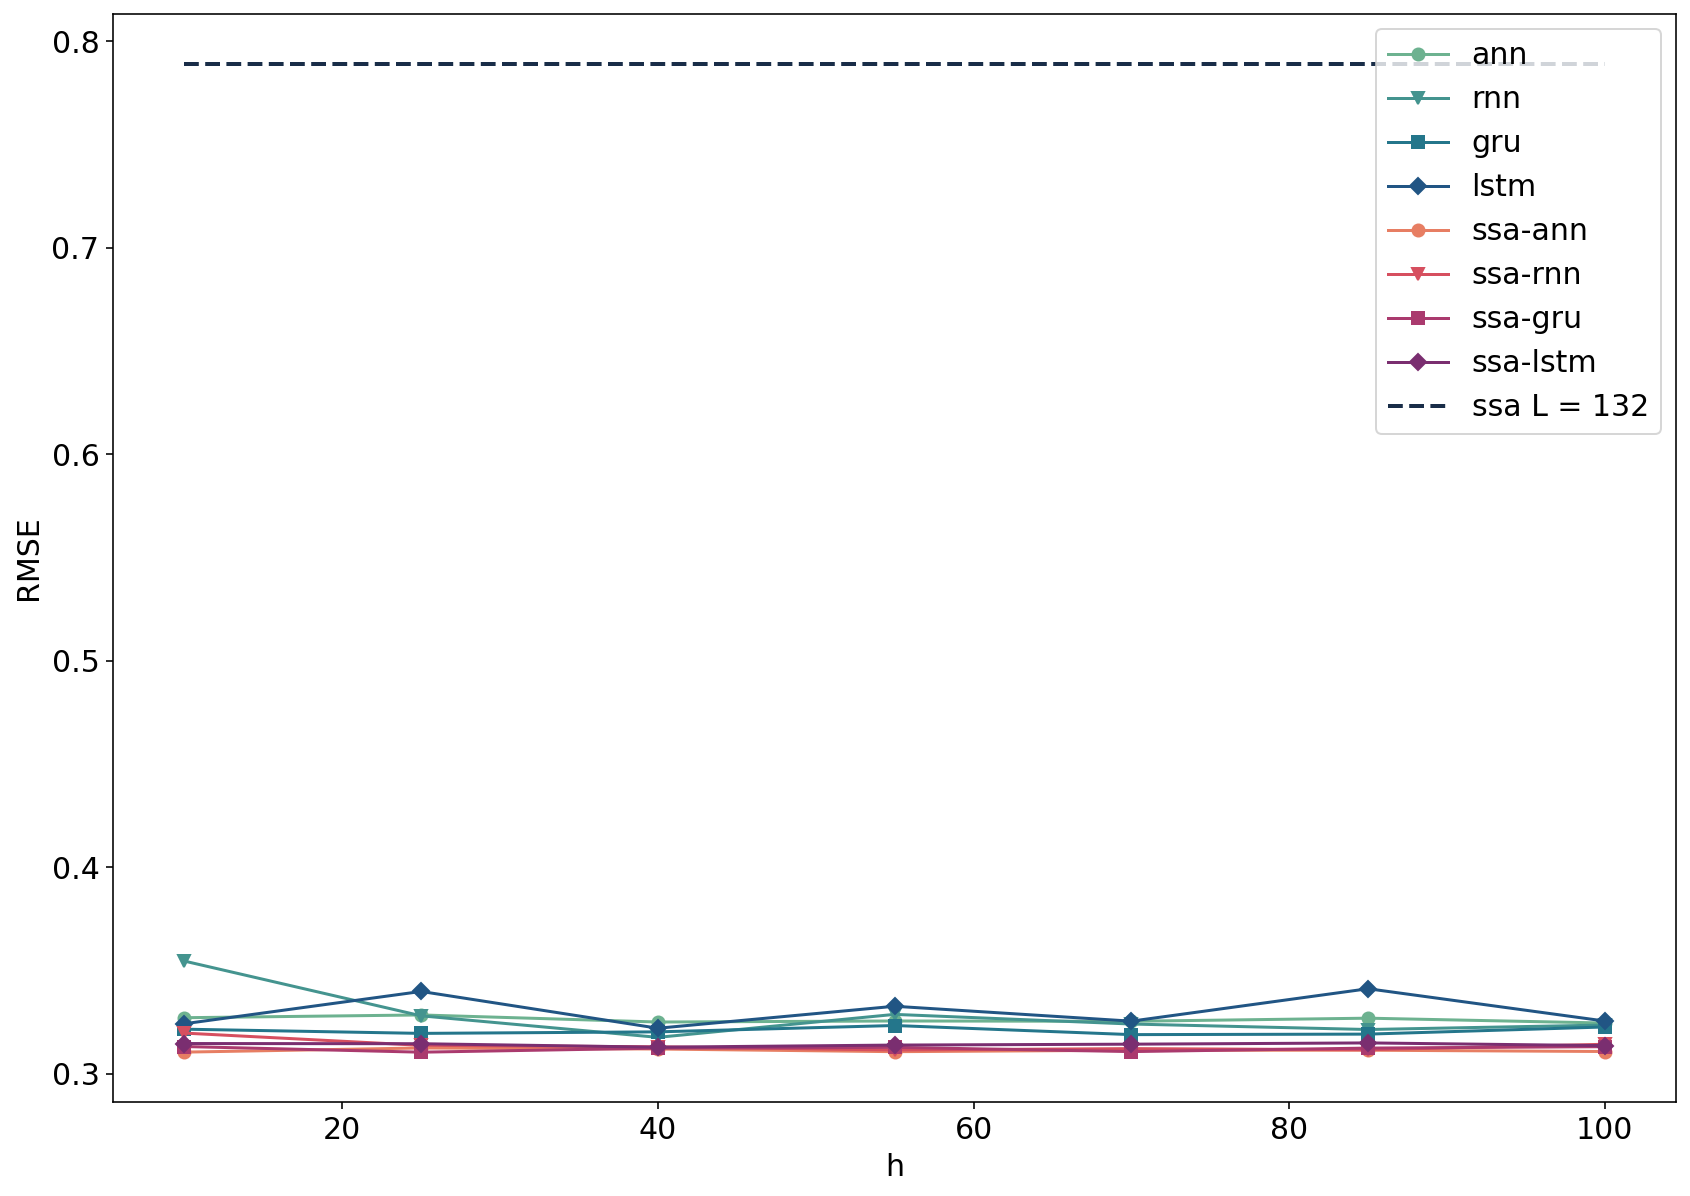 0.8
0.7
0.6
0.5
0.4
0.3
RMSE
20
40
60
80
100
h
ann
rnn
gru
lstm
ssa-ann
ssa-rnn
ssa-gru
ssa-lstm
ssa L = 132